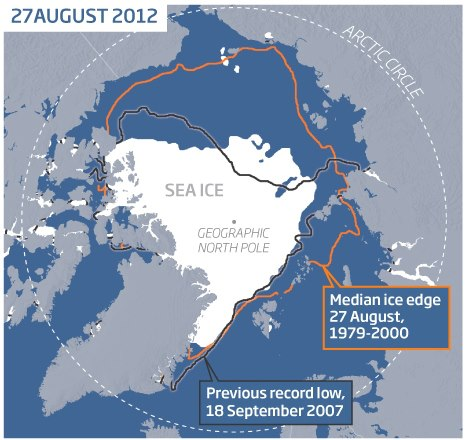 27AUGUST 2012
ARCTIC CIRCLE
SEA ICE
GEOGRAPHIC
NORTH POLE
Median ice edge
27 August,
1979-2000
Previous record low,
18 September 2007